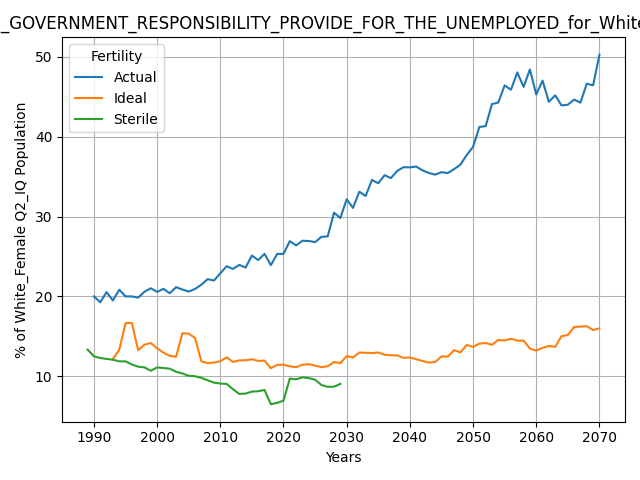 _GOVERNMENT_RESPONSIBILITY_PROVIDE_FOR_THE_UNEMPLOYED_for_White
Fertility
Actual
Ideal
Sterile
% of White_Female Q2_IQ Population
50
40
30
20
10
1990 2000 2010 2020 2030 2040 2050 2060 2070
Years